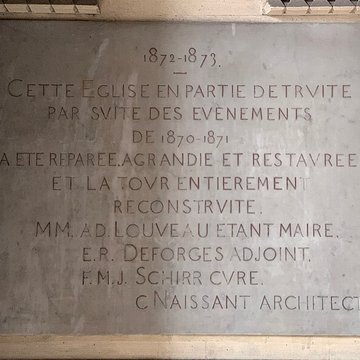 1872-1873.
CETTE EGLISE EN PARTIE DETRVITE
PAR SVITE DES EVÈNEMENTS
DE 1870-1871
A ETE REPAREE. AGRANDIE ET RESTAVREE
ET LA TOVR ENTIEREMENT
RECONSTRVITE.
MM. AD. LOUVEAU ETANT MAIRE.
E.R. DEFORGES ADJOINT.
F.M.J. SCHIRR CVRE.
C NAISSANT ARCHITECT